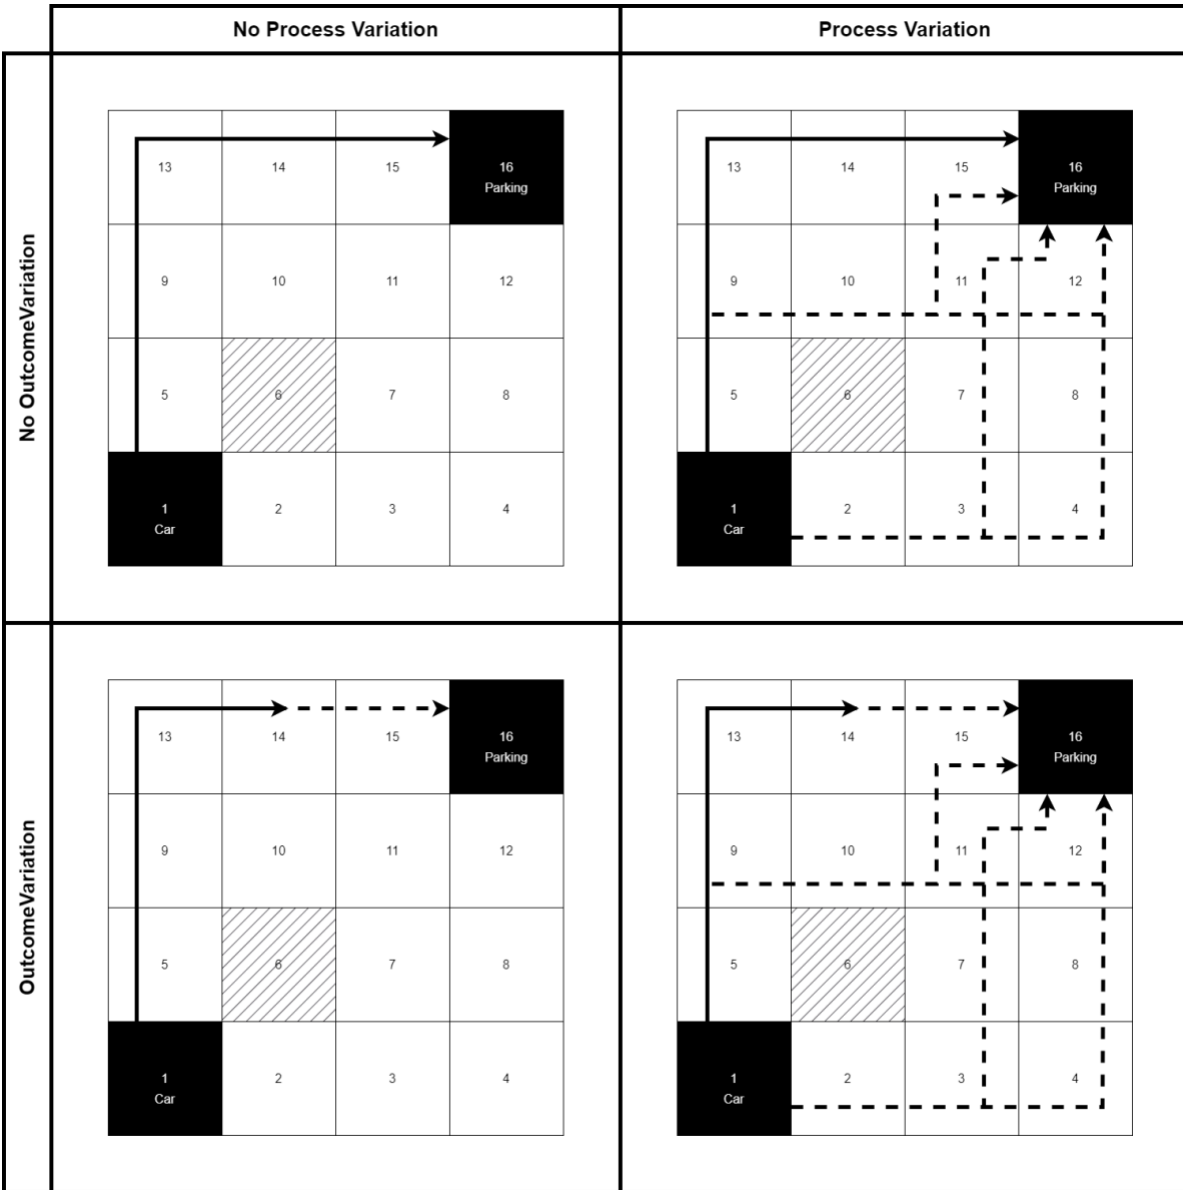 No Process Variation
Process Variation
No OutcomeVariation
13 14 15 16
Parking
9 10 11 12
5 6 7 8
1 2 3 4
Car
13 14 15 16
Parking
9 10 11 12
5 6 7 8
1 2 3 4
Car
OutcomeVariation
13 14 15 16
Parking
9 10 11 12
5 6 7 8
1 2 3 4
Car
13 14 15 16
Parking
9 10 11 12
5 6 7 8
1 2 3 4
Car